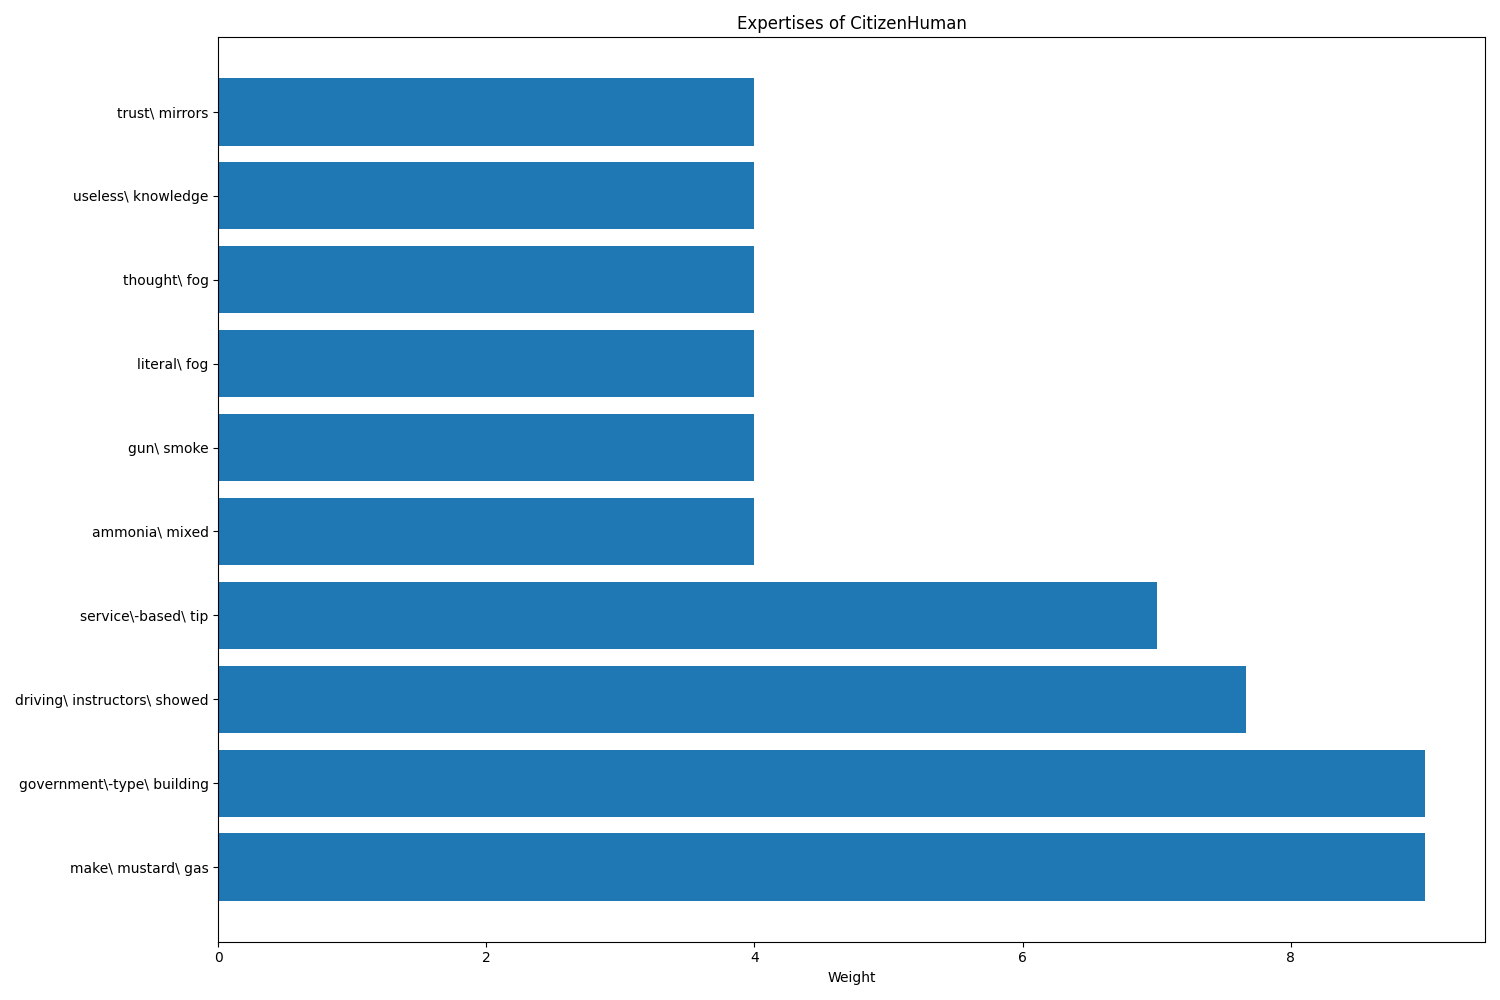 Expertises of CitizenHuman
trust\ mirrors
useless\ knowledge
thought\ fog
literal\ fog
gun\ smoke
ammonia\ mixed
service\-based\ tip
driving\ instructors\ showed
government\-type\ building
make\ mustard\ gas
0 2 4 6 8
Weight